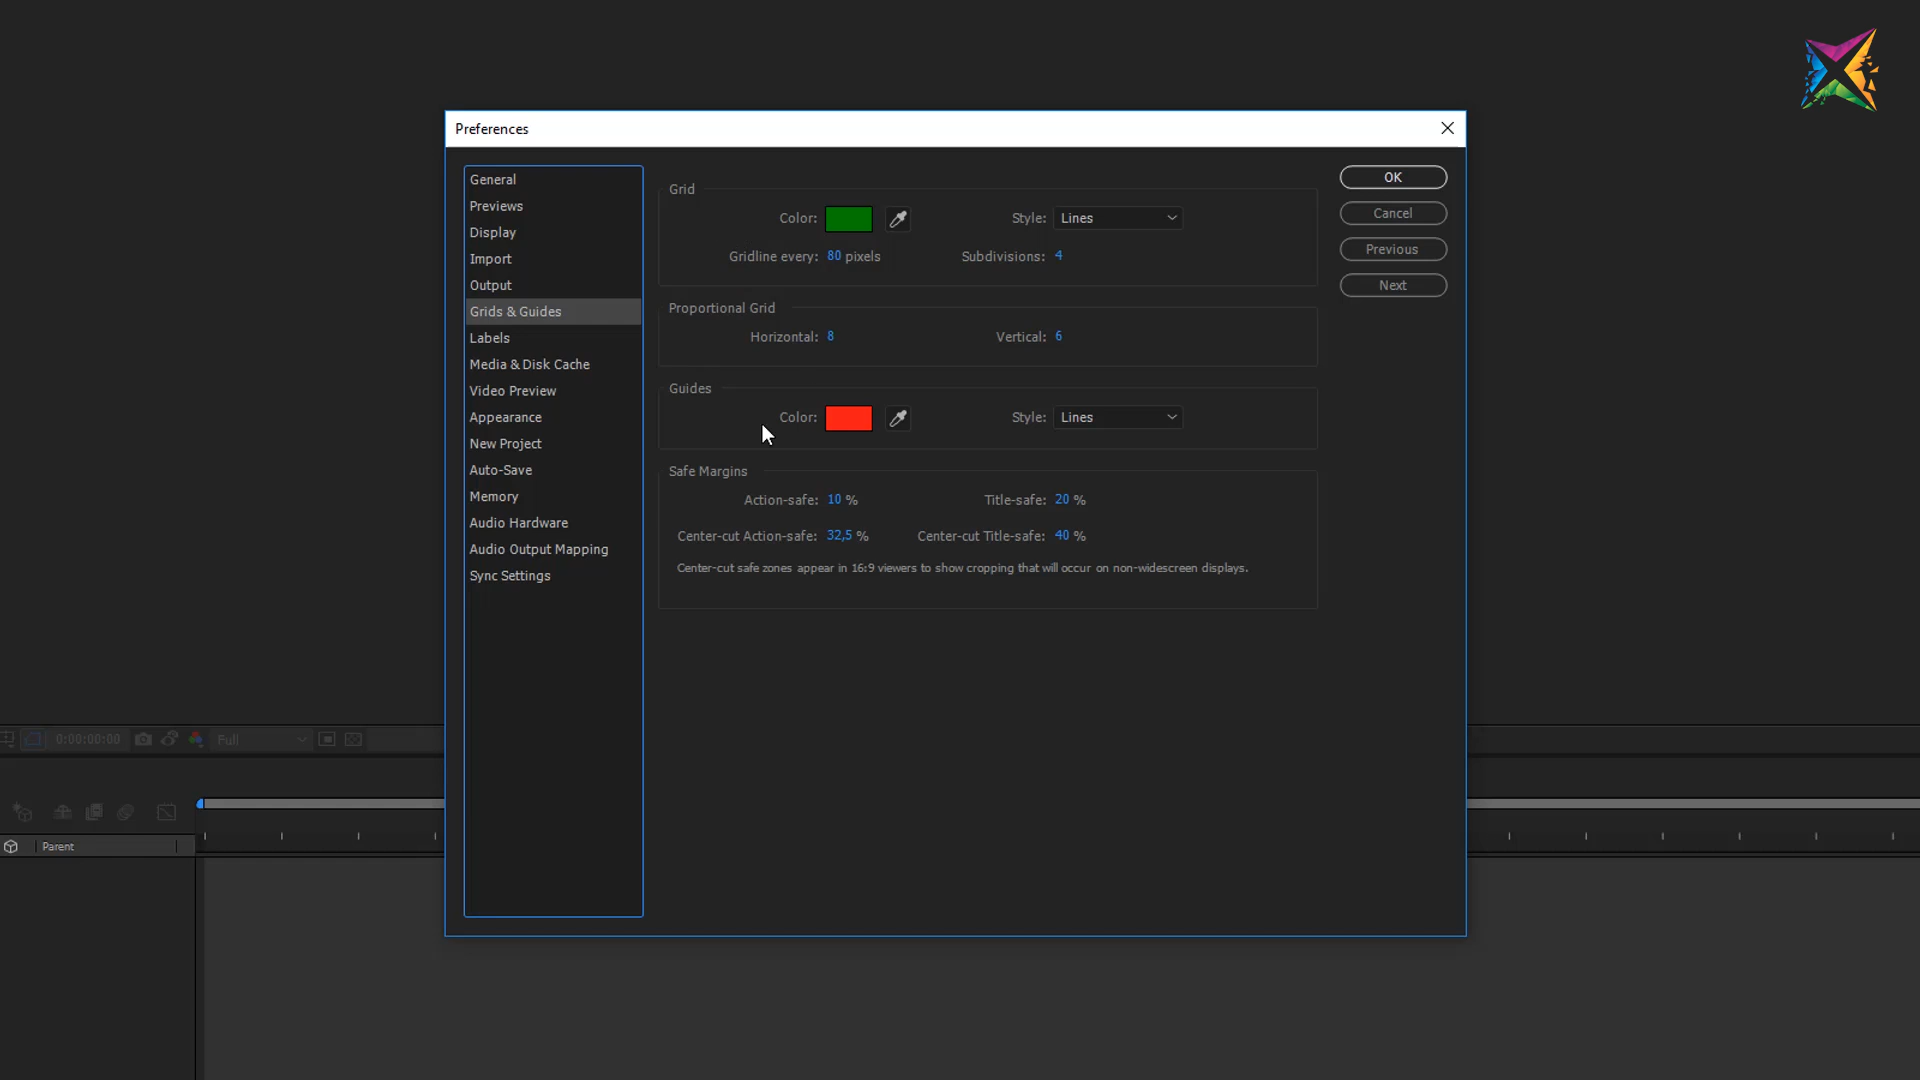 Preferences
General
Previews
Display
Import
Output
Grids & Guides
Labels
Media & Disk Cache
Video Preview
Appearance
New Project
Auto-Save
Memory
Audio Hardware
Audio Output Mapping
Sync Settings
Grid
Color: Style: Lines
Gridline every: 80 pixels Subdivisions: 4
Proportional Grid
Horizontal: 8 Vertical: 6
Guides
Color: Style: Lines
Safe Margins
Action-safe: 10 % Title-safe: 20 %
Center-cut Action-safe: 32,5 % Center-cut Title-safe: 40 %
Center-cut safe zones appear in 16:9 viewers to show cropping that will occur on non-widescreen displays.
OK
Cancel
Previous
Next
0:00:00:00 Full
Parent